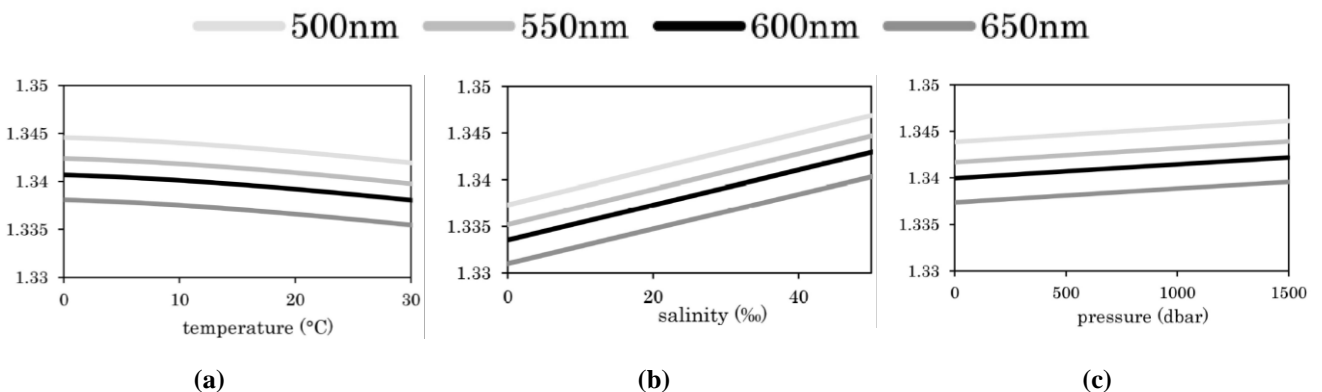 500nm 550nm 600nm 650nm
1.35
1.345
1.34
1.335
1.33
0 10 20 30
temperature (°C)
(a)
1.35
1.345
1.34
1.335
1.33
0 20 40
salinity (‰)
(b)
1.35
1.345
1.34
1.335
1.33
0 500 1000 1500
pressure (dbar)
(c)